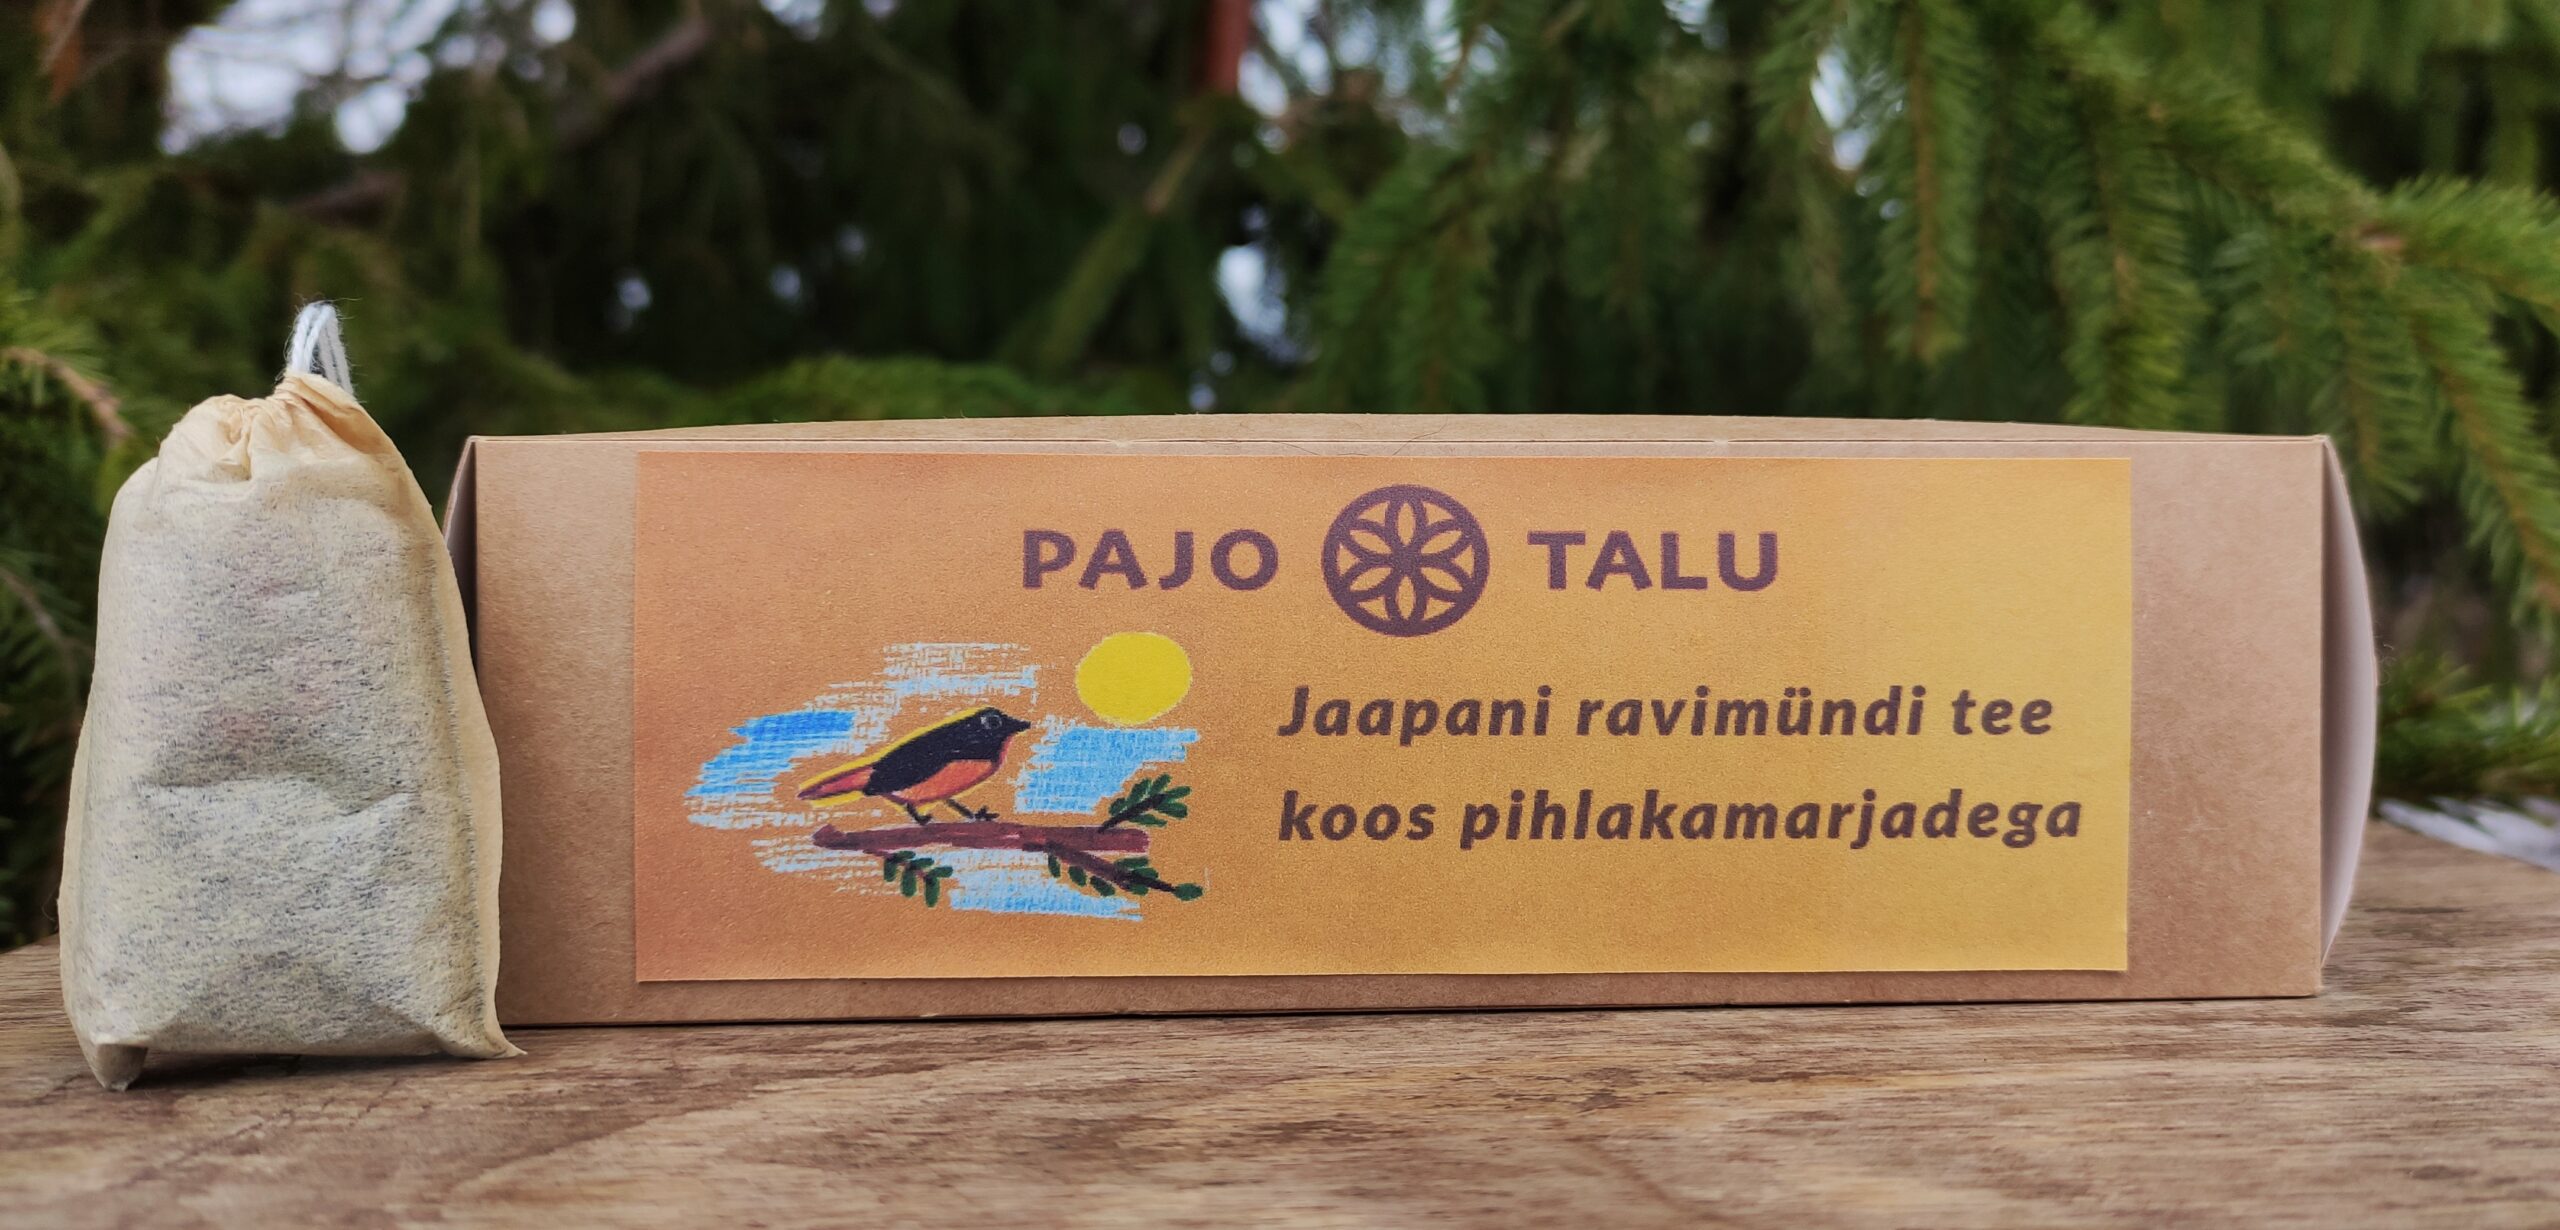 PAJO TALU
Jaapani ravimündi tee
koos pihlakamarjadega